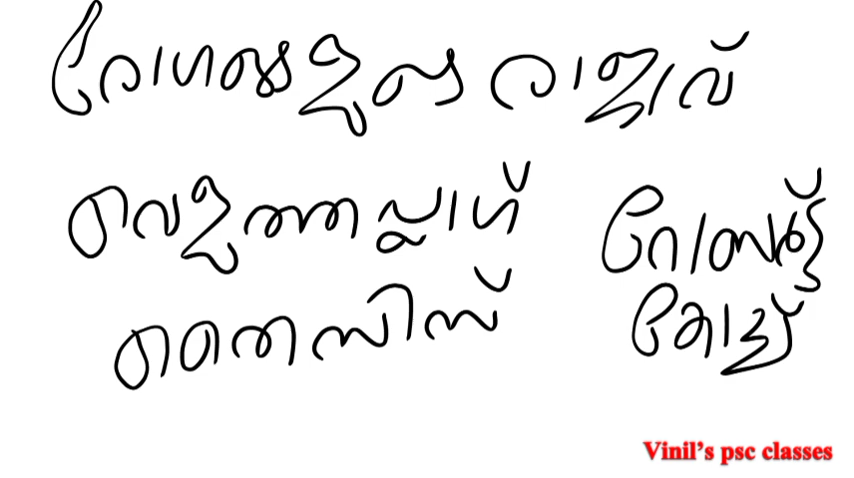 രോഗങ്ങളുടെ രാജാവ്
വെളുത്ത പ്ലാഗ്
തൈസിസ്
റോബർട്ട്
കോച്ച്
Vinil's psc classes